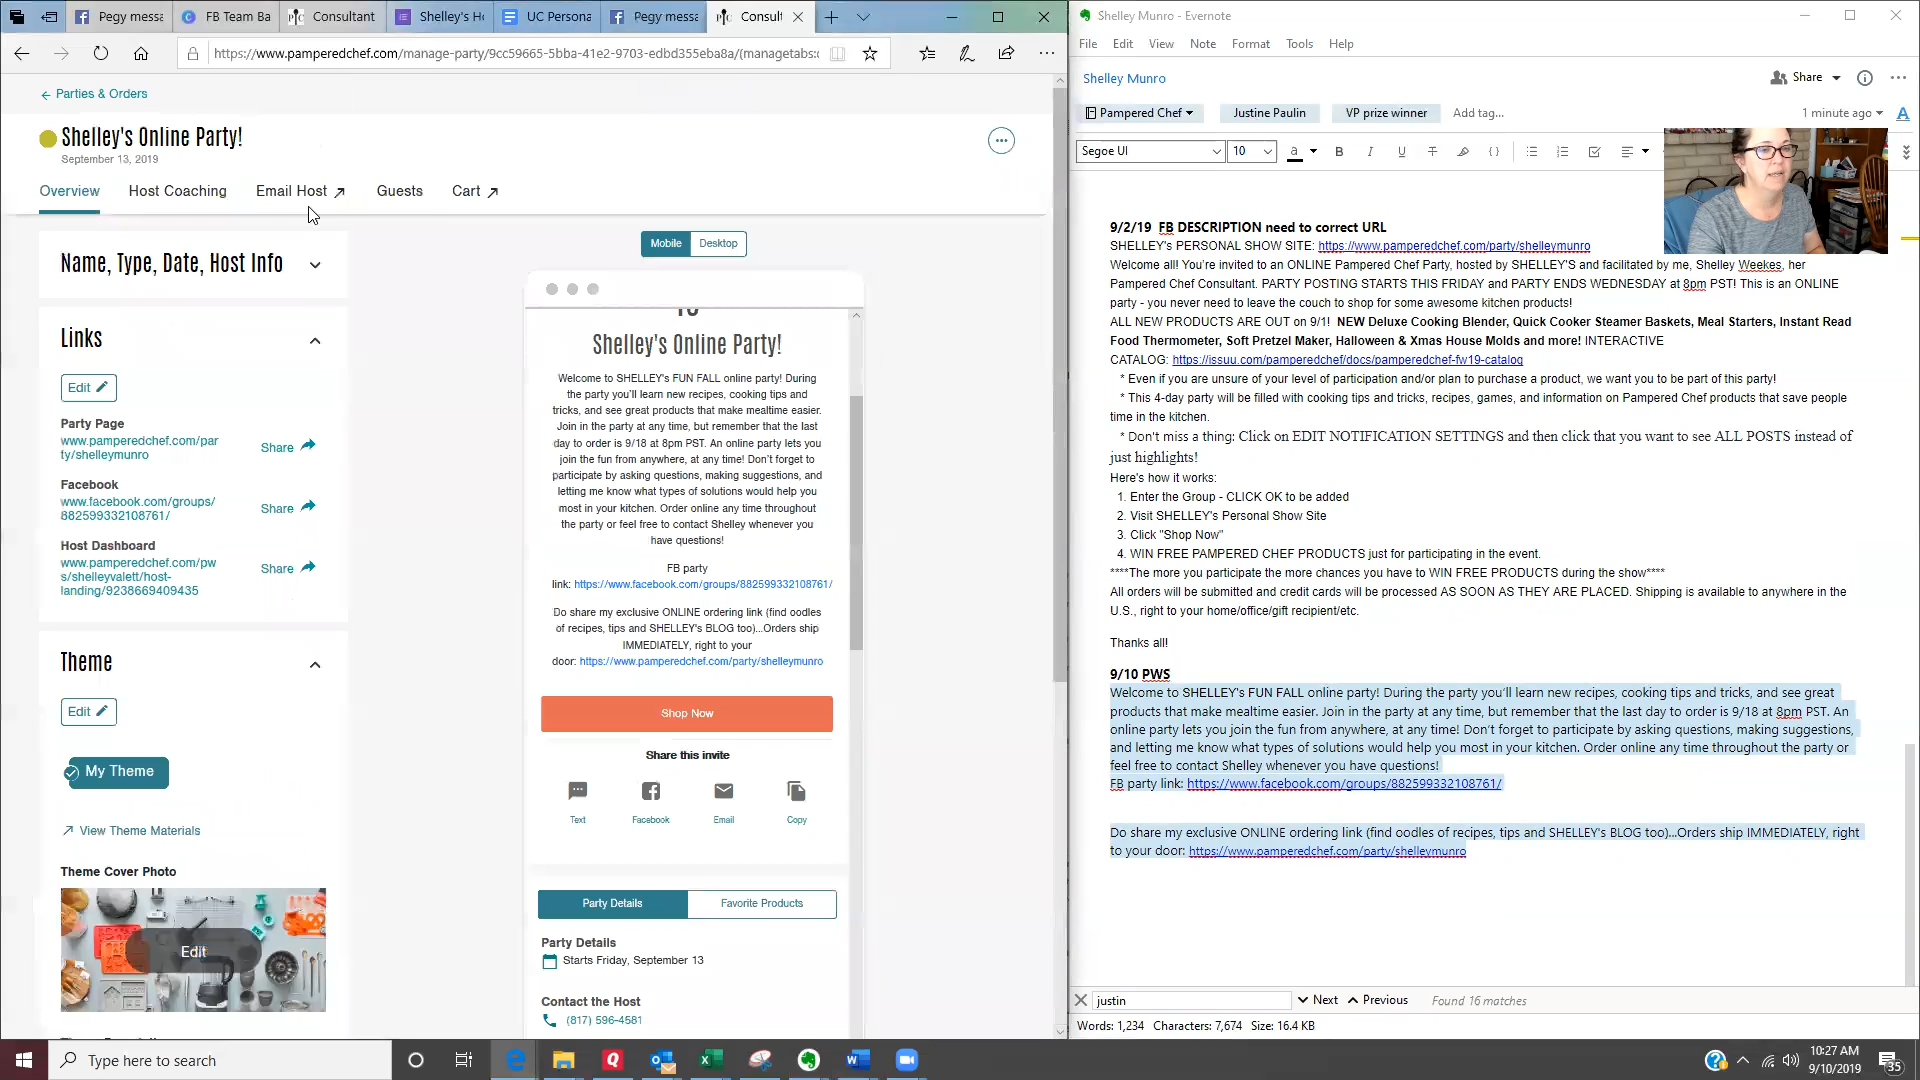 Pegy messa
FB Team Ba
Consultant
Shelley's Ho
UC Persona
Pegy messa
Consult
https://www.pamperedchef.com/manage-party/9cc59665-5bba-41e2-9703-edbd355eba8a/(managetabs:c
Parties & Orders
Shelley's Online Party!
September 13, 2019
Overview
Host Coaching
Email Host
Guests
Cart
Name, Type, Date, Host Info
Links
Edit
Party Page
www.pamperedchef.com/par
ty/shelleymunro
Share
Facebook
www.facebook.com/groups/
882599332108761/
Share
Host Dashboard
www.pamperedchef.com/pw
s/shelleyvalett/host-
landing/9238669409435
Share
Theme
Edit
My Theme
View Theme Materials
Theme Cover Photo
Edit
Mobile
Desktop
Shelley's Online Party!
Welcome to SHELLEY's FUN FALL online party! During
the party you'll learn new recipes, cooking tips and
tricks, and see great products that make mealtime easier.
Join in the party at any time, but remember that the last
day to order is 9/18 at 8pm PST. An online party lets you
join the fun from anywhere, at any time! Don't forget to
participate by asking questions, making suggestions, and
letting me know what types of solutions would help you
most in your kitchen. Order online any time throughout
the party or feel free to contact Shelley whenever you
have questions!
FB party
link: https://www.facebook.com/groups/882599332108761/
Do share my exclusive ONLINE ordering link (find oodles
of recipes, tips and SHELLEY's BLOG too)...Orders ship
IMMEDIATELY, right to your
door: https://www.pamperedchef.com/party/shelleymunro
Shop Now
Share this invite
Text
Facebook
Email
Copy
Party Details
Favorite Products
Party Details
Starts Friday, September 13
Contact the Host
(817) 596-4581
Shelley Munro - Evernote
File
Edit
View
Note
Format
Tools
Help
Shelley Munro
Share
Pampered Chef
Justine Paulin
VP prize winner
Add tag...
1 minute ago
Segoe UI
10
9/2/19 FB DESCRIPTION need to correct URL
SHELLEY's PERSONAL SHOW SITE: https://www.pamperedchef.com/party/shelleymunro
Welcome all! You're invited to an ONLINE Pampered Chef Party, hosted by SHELLEY'S and facilitated by me, Shelley Weekes, her
Pampered Chef Consultant. PARTY POSTING STARTS THIS FRIDAY and PARTY ENDS WEDNESDAY at 8pm PST! This is an ONLINE
party - you never need to leave the couch to shop for some awesome kitchen products!
ALL NEW PRODUCTS ARE OUT on 9/1! NEW Deluxe Cooking Blender, Quick Cooker Steamer Baskets, Meal Starters, Instant Read
Food Thermometer, Soft Pretzel Maker, Halloween & Xmas House Molds and more! INTERACTIVE
CATALOG: https://issuu.com/pamperedchef/docs/pamperedchef-fw19-catalog
* Even if you are unsure of your level of participation and/or plan to purchase a product, we want you to be part of this party!
* This 4-day party will be filled with cooking tips and tricks, recipes, games, and information on Pampered Chef products that save people
time in the kitchen.
* Don't miss a thing: Click on EDIT NOTIFICATION SETTINGS and then click that you want to see ALL POSTS instead of
just highlights!
Here's how it works:
1. Enter the Group - CLICK OK to be added
2. Visit SHELLEY's Personal Show Site
3. Click "Shop Now"
4. WIN FREE PAMPERED CHEF PRODUCTS just for participating in the event.
****The more you participate the more chances you have to WIN FREE PRODUCTS during the show****
All orders will be submitted and credit cards will be processed AS SOON AS THEY ARE PLACED. Shipping is available to anywhere in the
U.S., right to your home/office/gift recipient/etc.
Thanks all!
9/10 PWS
Welcome to SHELLEY's FUN FALL online party! During the party you'll learn new recipes, cooking tips and tricks, and see great
products that make mealtime easier. Join in the party at any time, but remember that the last day to order is 9/18 at 8pm PST. An
online party lets you join the fun from anywhere, at any time! Don't forget to participate by asking questions, making suggestions,
and letting me know what types of solutions would help you most in your kitchen. Order online any time throughout the party or
feel free to contact Shelley whenever you have questions!
FB party link: https://www.facebook.com/groups/882599332108761/
Do share my exclusive ONLINE ordering link (find oodles of recipes, tips and SHELLEY's BLOG too)...Orders ship IMMEDIATELY, right
to your door: https://www.pamperedchef.com/party/shelleymunro
justin
Next
Previous
Found 16 matches
Words: 1,234 Characters: 7,674 Size: 16.4 KB
Type here to search
10:27 AM
9/10/2019
35